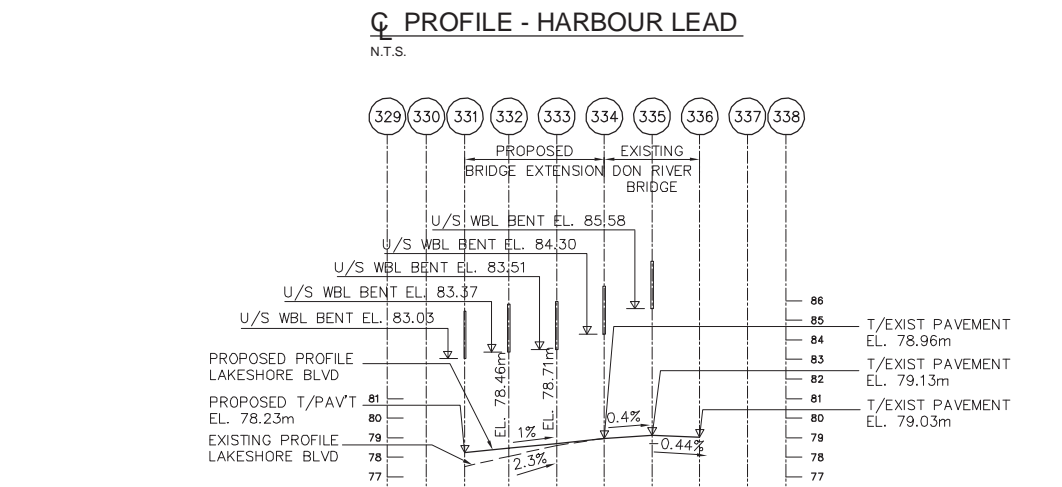 ℄ PROFILE - HARBOUR LEAD
N.T.S.
329 330 331 332 333 334 335 336 337 338
PROPOSED
BRIDGE EXTENSION
EXISTING
DON RIVER
BRIDGE
U/S WBL BENT EL. 85.58
U/S WBL BENT EL. 84.30
U/S WBL BENT EL. 83.51
U/S WBL BENT EL. 83.37
U/S WBL BENT EL. 83.03
PROPOSED PROFILE
LAKESHORE BLVD
PROPOSED T/PAV'T
EL. 78.23m
EXISTING PROFILE
LAKESHORE BLVD
81
80
79
78
77
EL. 78.46m
EL. 78.71m
1%
2.3%
0.4%
-0.44%
86
85
84
83
82
81
80
79
78
77
T/EXIST PAVEMENT
EL. 78.96m
T/EXIST PAVEMENT
EL. 79.13m
T/EXIST PAVEMENT
EL. 79.03m